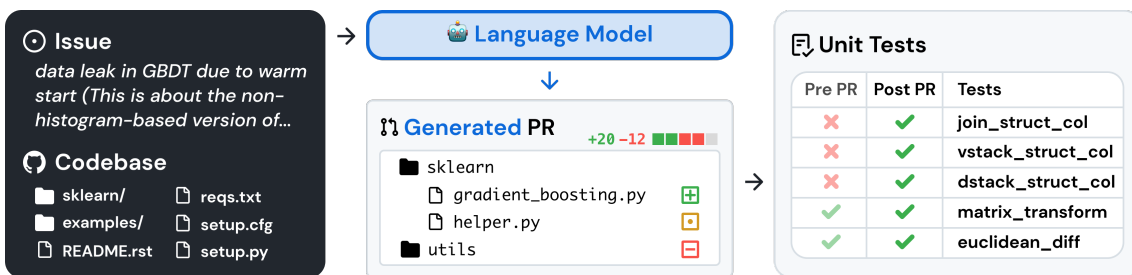 Issue
data leak in GBDT due to warm
start (This is about the non-
histogram-based version of...
Codebase
sklearn/
reqs.txt
examples/
setup.cfg
README.rst
setup.py
Language Model
Generated PR
+20 -12
sklearn
gradient_boosting.py
helper.py
utils
Unit Tests
Pre PR Post PR Tests
join_struct_col
vstack_struct_col
dstack_struct_col
matrix_transform
euclidean_diff